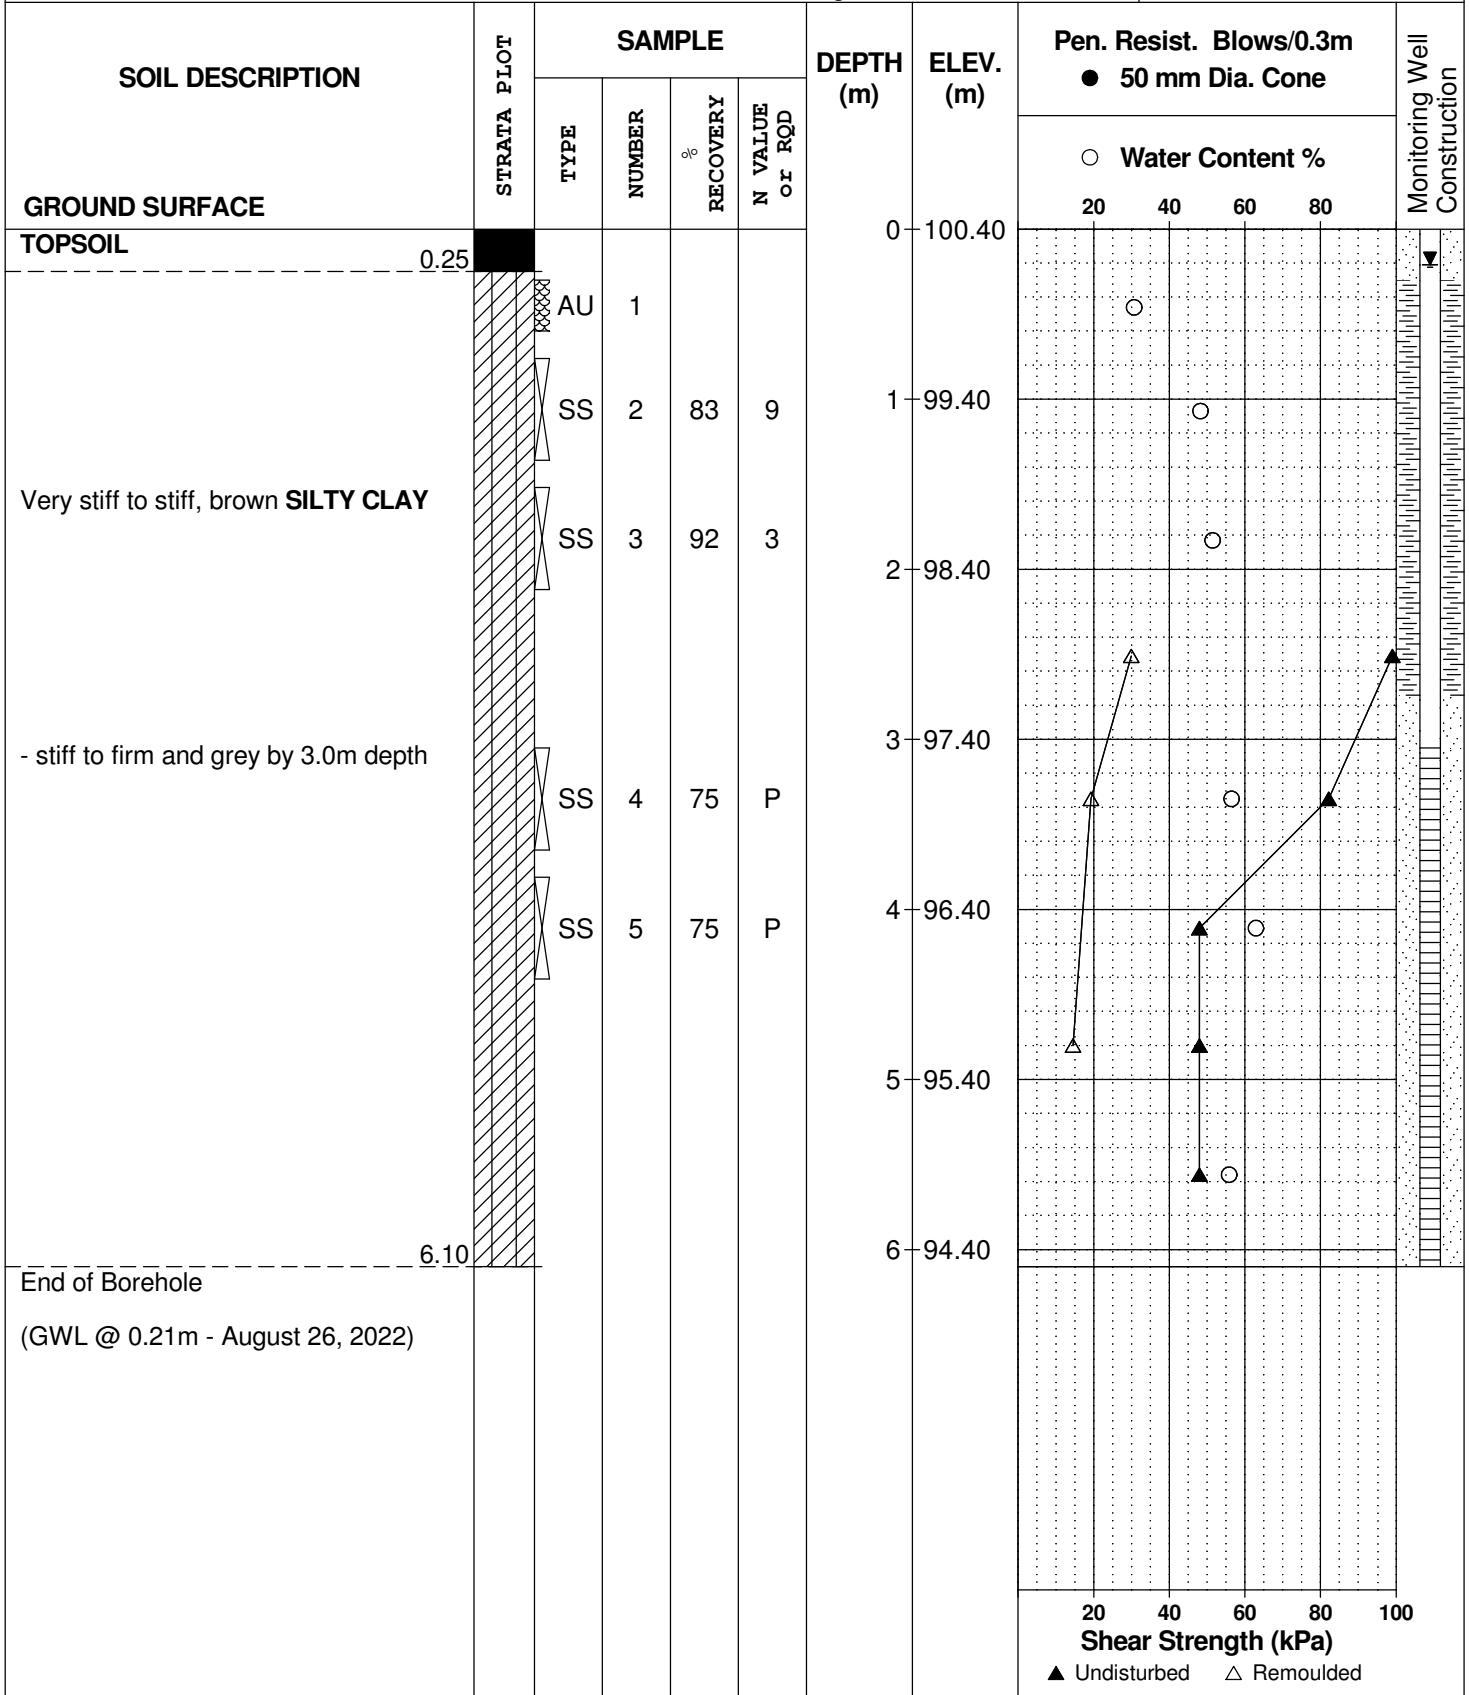 SOIL DESCRIPTION
GROUND SURFACE
STRATA PLOT
SAMPLE
TYPE
NUMBER
%
RECOVERY
N VALUE
or RQD
DEPTH
(m)
ELEV.
(m)
Pen. Resist. Blows/0.3m
● 50 mm Dia. Cone
○ Water Content %
20 40 60 80
Monitoring Well
Construction
TOPSOIL
0.25
0 100.40
AU 1
SS 2 83 9
1 99.40
Very stiff to stiff, brown SILTY CLAY
SS 3 92 3
2 98.40
- stiff to firm and grey by 3.0m depth
3 97.40
SS 4 75 P
4 96.40
SS 5 75 P
5 95.40
6 94.40
6.10
End of Borehole
(GWL @ 0.21m - August 26, 2022)
20 40 60 80 100
Shear Strength (kPa)
▲ Undisturbed △ Remoulded